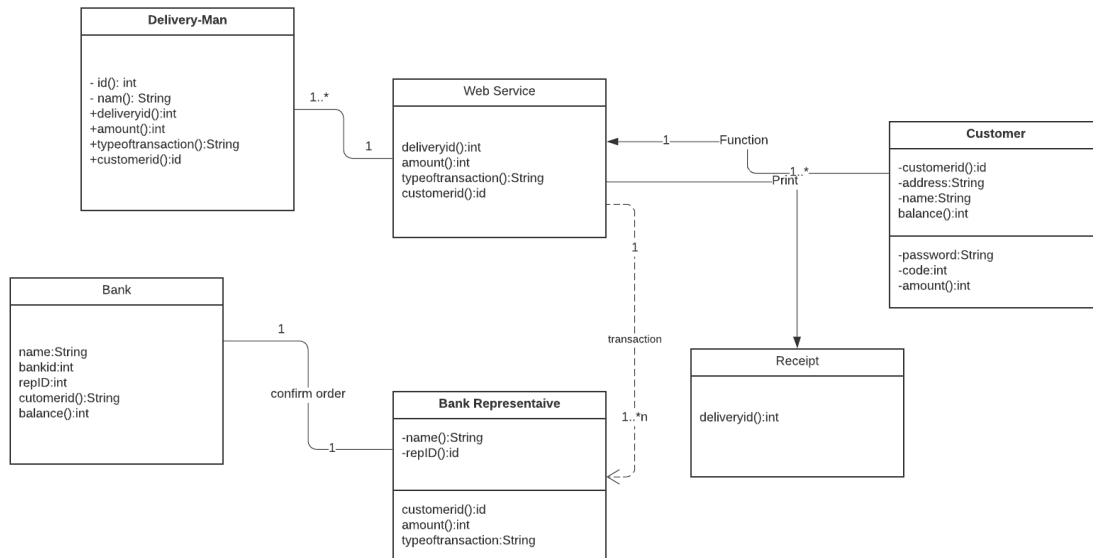 Delivery-Man
- id(): int
- nam(): String
+deliveryid():int
+amount():int
+typeoftransaction():String
+customerid():id
1..*
1
Web Service
deliveryid():int
amount():int
typeoftransaction():String
customerid():id
1
Function
1..*
Print
Customer
-customerid():id
-address:String
-name:String
balance():int
-password:String
-code:int
-amount():int
1
transaction
1..*n
Bank
name:String
bankid:int
repID:int
cutomerid():String
balance():int
1
confirm order
1
Bank Representaive
-name():String
-repID():id
customerid():id
amount():int
typeoftransaction:String
Receipt
deliveryid():int